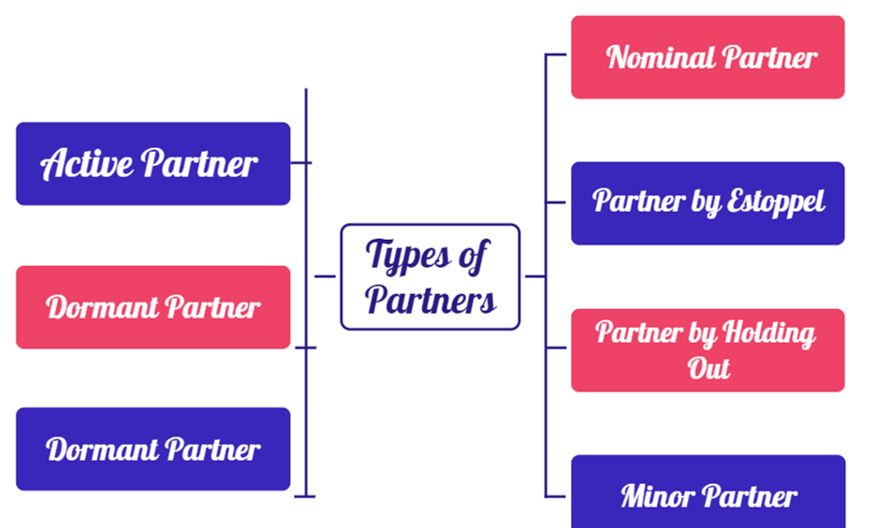 Nominal Partner
Active Partner
Partner by Estoppel
Types of
Partners
Dormant Partner
Partner by Holding
Out
Dormant Partner
Minor Partner